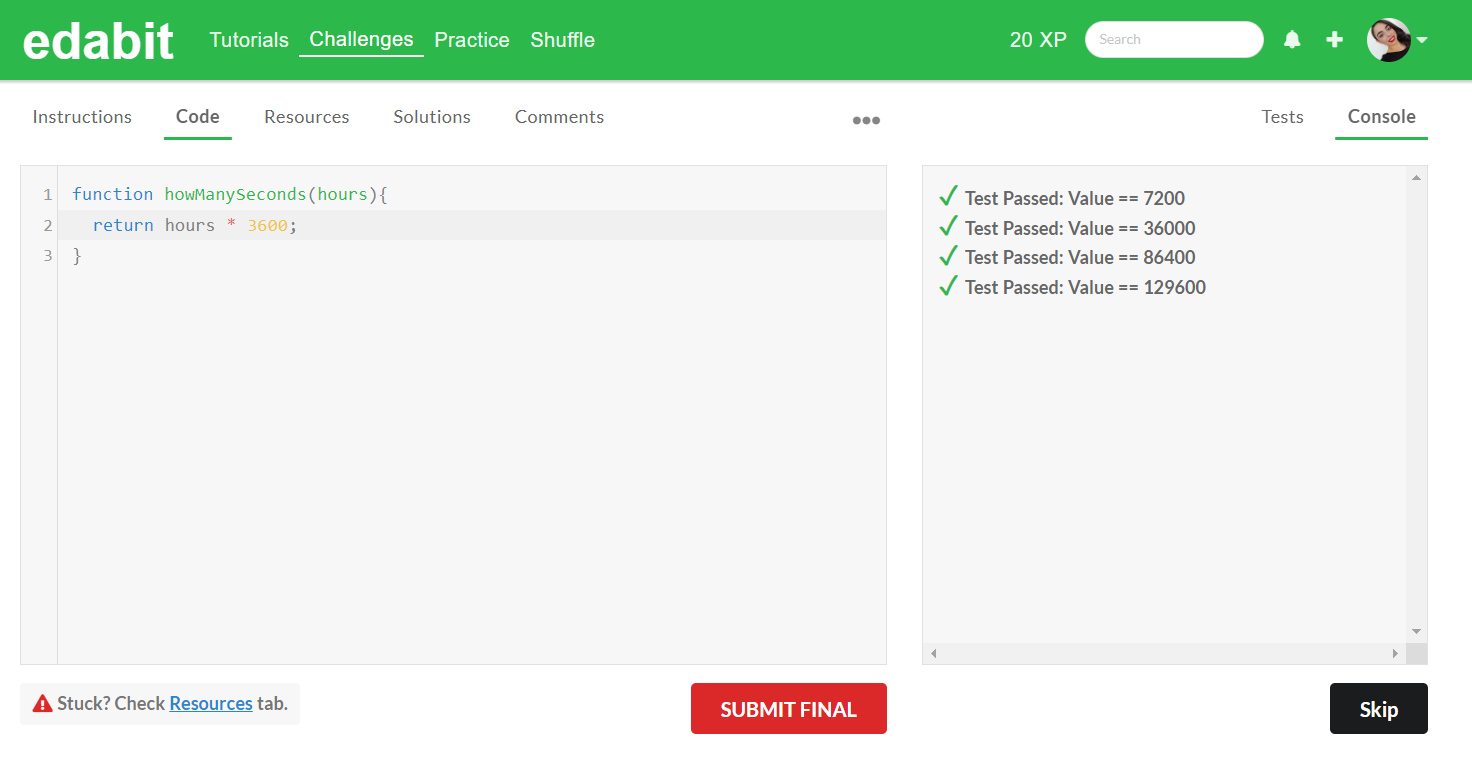 edabit Tutorials Challenges Practice Shuffle 20 XP Search
Instructions Code Resources Solutions Comments Tests Console
1 function howManySeconds(hours){
2 return hours * 3600;
3 }
Test Passed: Value == 7200
Test Passed: Value == 36000
Test Passed: Value == 86400
Test Passed: Value == 129600
Stuck? Check Resources tab.
SUBMIT FINAL
Skip